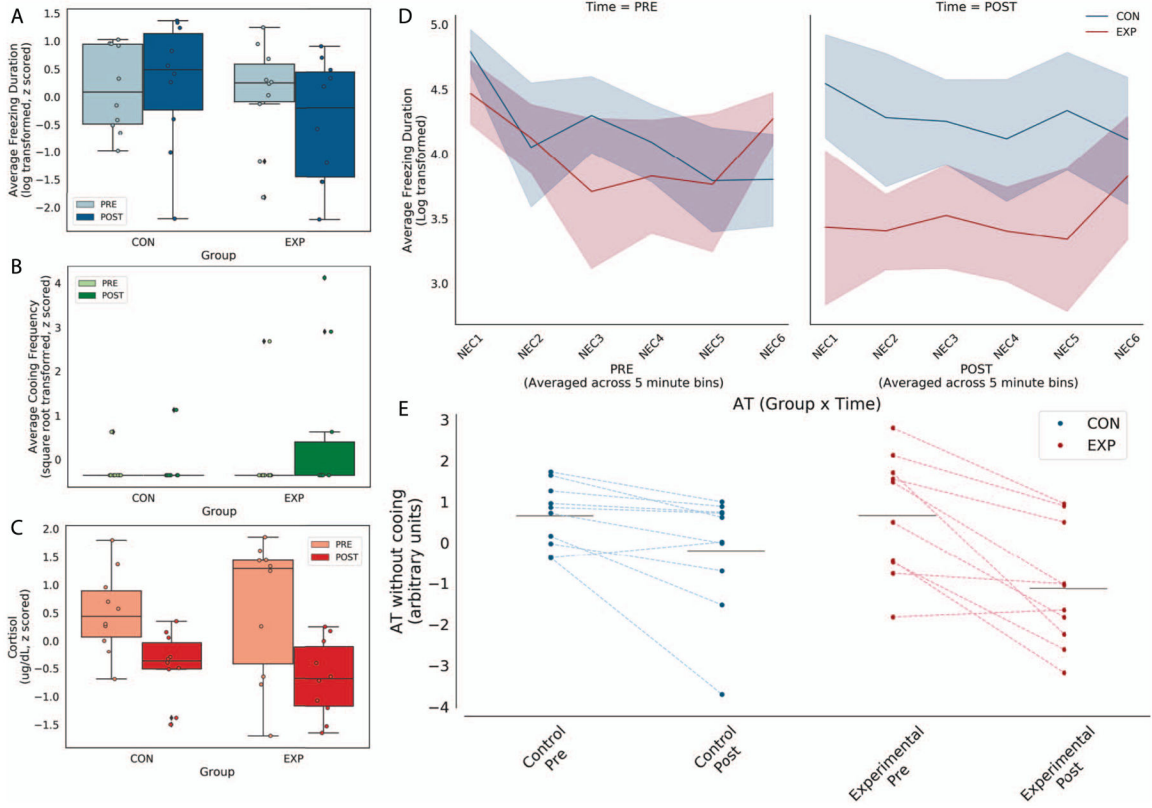 A
Average Freezing Duration
(log transformed, z scored)
1.5
1.0
0.5
0.0
−0.5
−1.0
−1.5
−2.0
PRE
POST
CON
EXP
Group
B
Average Cooing Frequency
(square root transformed, z scored)
4
3
2
1
0
PRE
POST
CON
EXP
Group
C
Cortisol
(ug/dL, z scored)
2.0
1.5
1.0
0.5
0.0
−0.5
−1.0
−1.5
PRE
POST
CON
EXP
Group
D
Time = PRE
Time = POST
CON
EXP
Average Freezing Duration
(Log transformed)
5.0
4.5
4.0
3.5
3.0
NEC1
NEC2
NEC3
NEC4
NEC5
NEC6
PRE
(Averaged across 5 minute bins)
NEC1
NEC2
NEC3
NEC4
NEC5
NEC6
POST
(Averaged across 5 minute bins)
E
AT (Group x Time)
CON
EXP
AT without cooing
(arbitrary units)
3
2
1
0
−1
−2
−3
−4
Control
Pre
Control
Post
Experimental
Pre
Experimental
Post